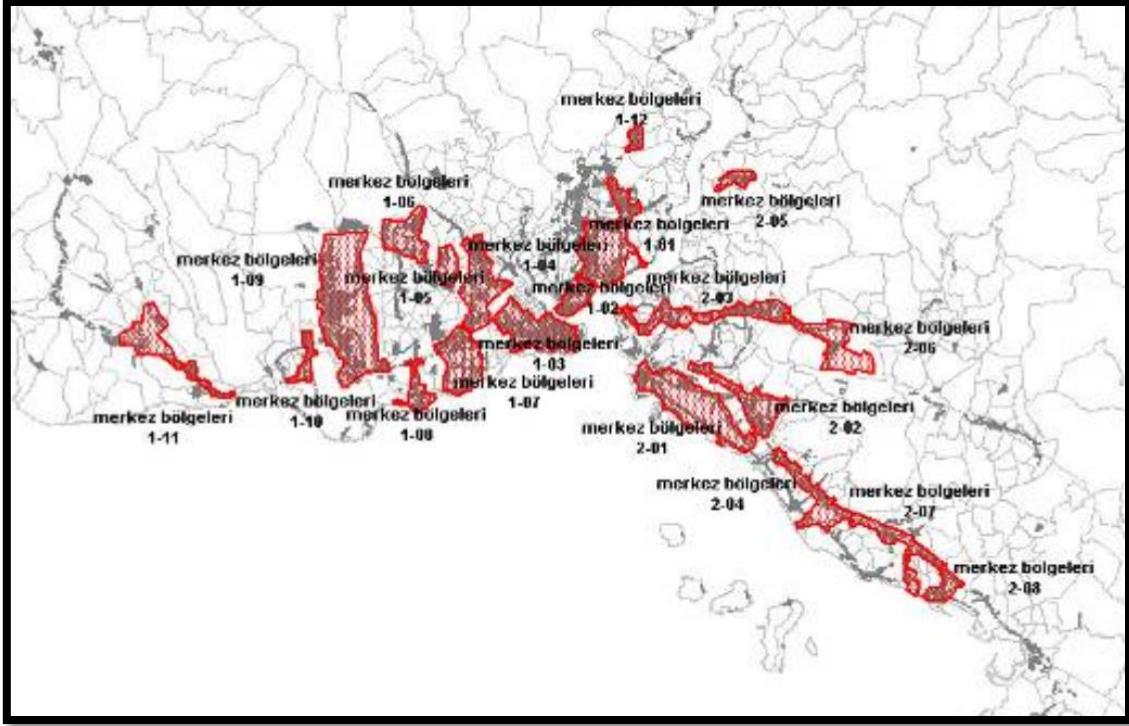 merkez bölgeleri
1-12
merkez bölgeleri
1-06
merkez bölgeleri
2-05
merkez bölgeleri
1-01
merkez bölgeleri
1-04
merkez bölgeleri
1-09
merkez bölgeleri
1-05
merkez bölgeleri
1-02
merkez bölgeleri
2-03
merkez bölgeleri
2-06
merkez bölgeleri
1-03
merkez bölgeleri
1-07
merkez bölgeleri
1-10
merkez bölgeleri
1-08
merkez bölgeleri
1-11
merkez bölgeleri
2-02
merkez bölgeleri
2-01
merkez bölgeleri
2-04
merkez bölgeleri
2-07
merkez bölgeleri
2-08